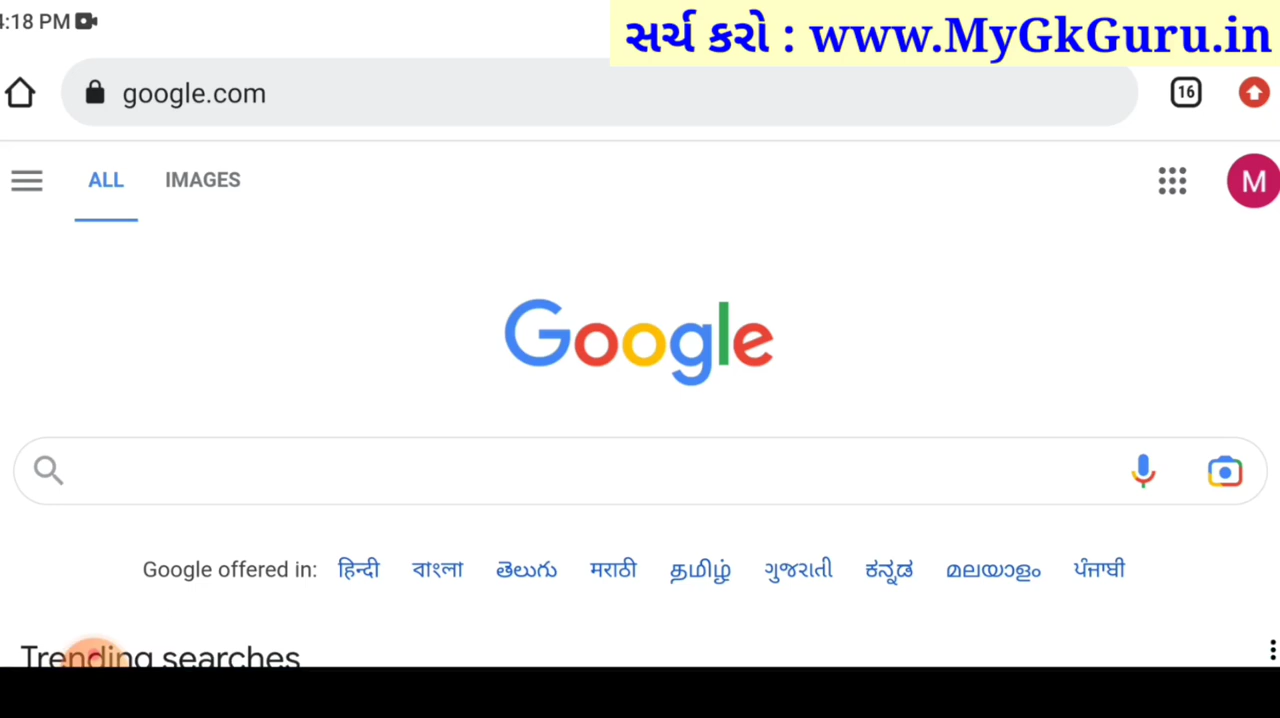 4:18 PM
સર્ચ કરો : www.MyGkGuru.in
google.com
16
ALL IMAGES
M
Google
Google offered in: हिन्दी বাংলা తెలుగు मराठी தமிழ் ગુજરાતી ಕನ್ನಡ മലയാളം ਪੰਜਾਬੀ
Trending searches